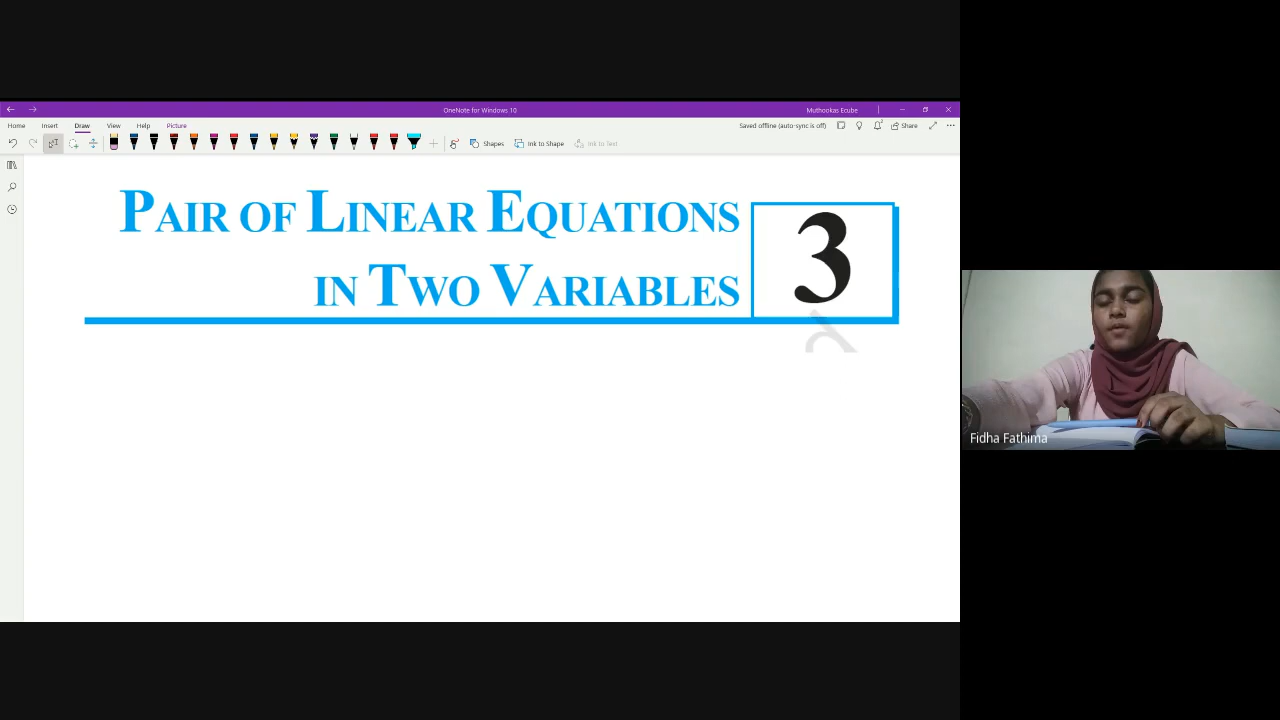 OneNote for Windows 10
Muthookas Ecube
Home Insert Draw View Help Picture
Saved offline (auto-sync is off)
Share
Shapes
Ink to Shape
Ink to Text
PAIR OF LINEAR EQUATIONS
IN TWO VARIABLES
3
Fidha Fathima